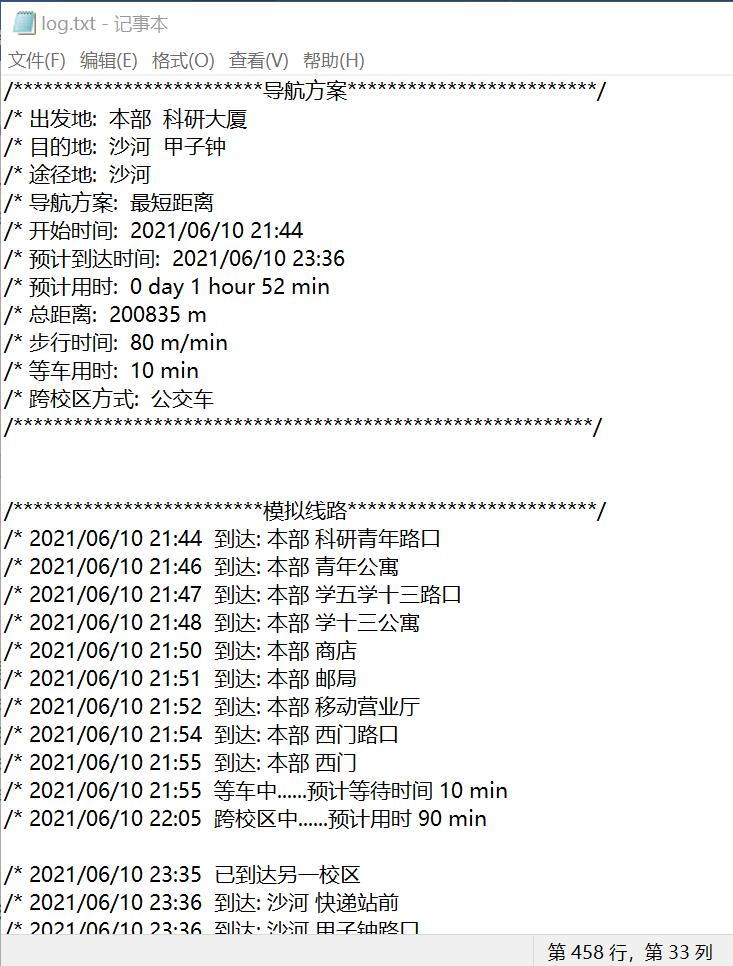 log.txt - 记事本
文件(F) 编辑(E) 格式(O) 查看(V) 帮助(H)
/*************************导航方案*************************/
/* 出发地: 本部 科研大厦
/* 目的地: 沙河 甲子钟
/* 途径地: 沙河
/* 导航方案: 最短距离
/* 开始时间: 2021/06/10 21:44
/* 预计到达时间: 2021/06/10 23:36
/* 预计用时: 0 day 1 hour 52 min
/* 总距离: 200835 m
/* 步行时间: 80 m/min
/* 等车用时: 10 min
/* 跨校区方式: 公交车
/**********************************************************/
/*************************模拟线路*************************/
/* 2021/06/10 21:44 到达: 本部 科研青年路口
/* 2021/06/10 21:46 到达: 本部 青年公寓
/* 2021/06/10 21:47 到达: 本部 学五学十三路口
/* 2021/06/10 21:48 到达: 本部 学十三公寓
/* 2021/06/10 21:50 到达: 本部 商店
/* 2021/06/10 21:51 到达: 本部 邮局
/* 2021/06/10 21:52 到达: 本部 移动营业厅
/* 2021/06/10 21:54 到达: 本部 西门路口
/* 2021/06/10 21:55 到达: 本部 西门
/* 2021/06/10 21:55 等车中......预计等待时间 10 min
/* 2021/06/10 22:05 跨校区中......预计用时 90 min
/* 2021/06/10 23:35 已到达另一校区
/* 2021/06/10 23:36 到达: 沙河 快递站前
/* 2021/06/10 23:36 到达: 沙河 甲子钟路口
第 458 行，第 33 列